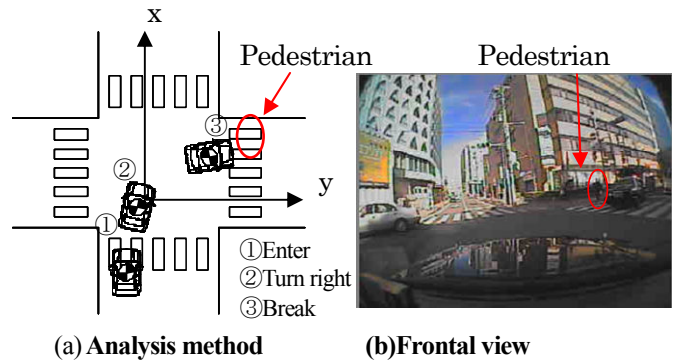 x
Pedestrian
Pedestrian
③
②
y
①
①Enter
②Turn right
③Break
(a) Analysis method
(b)Frontal view